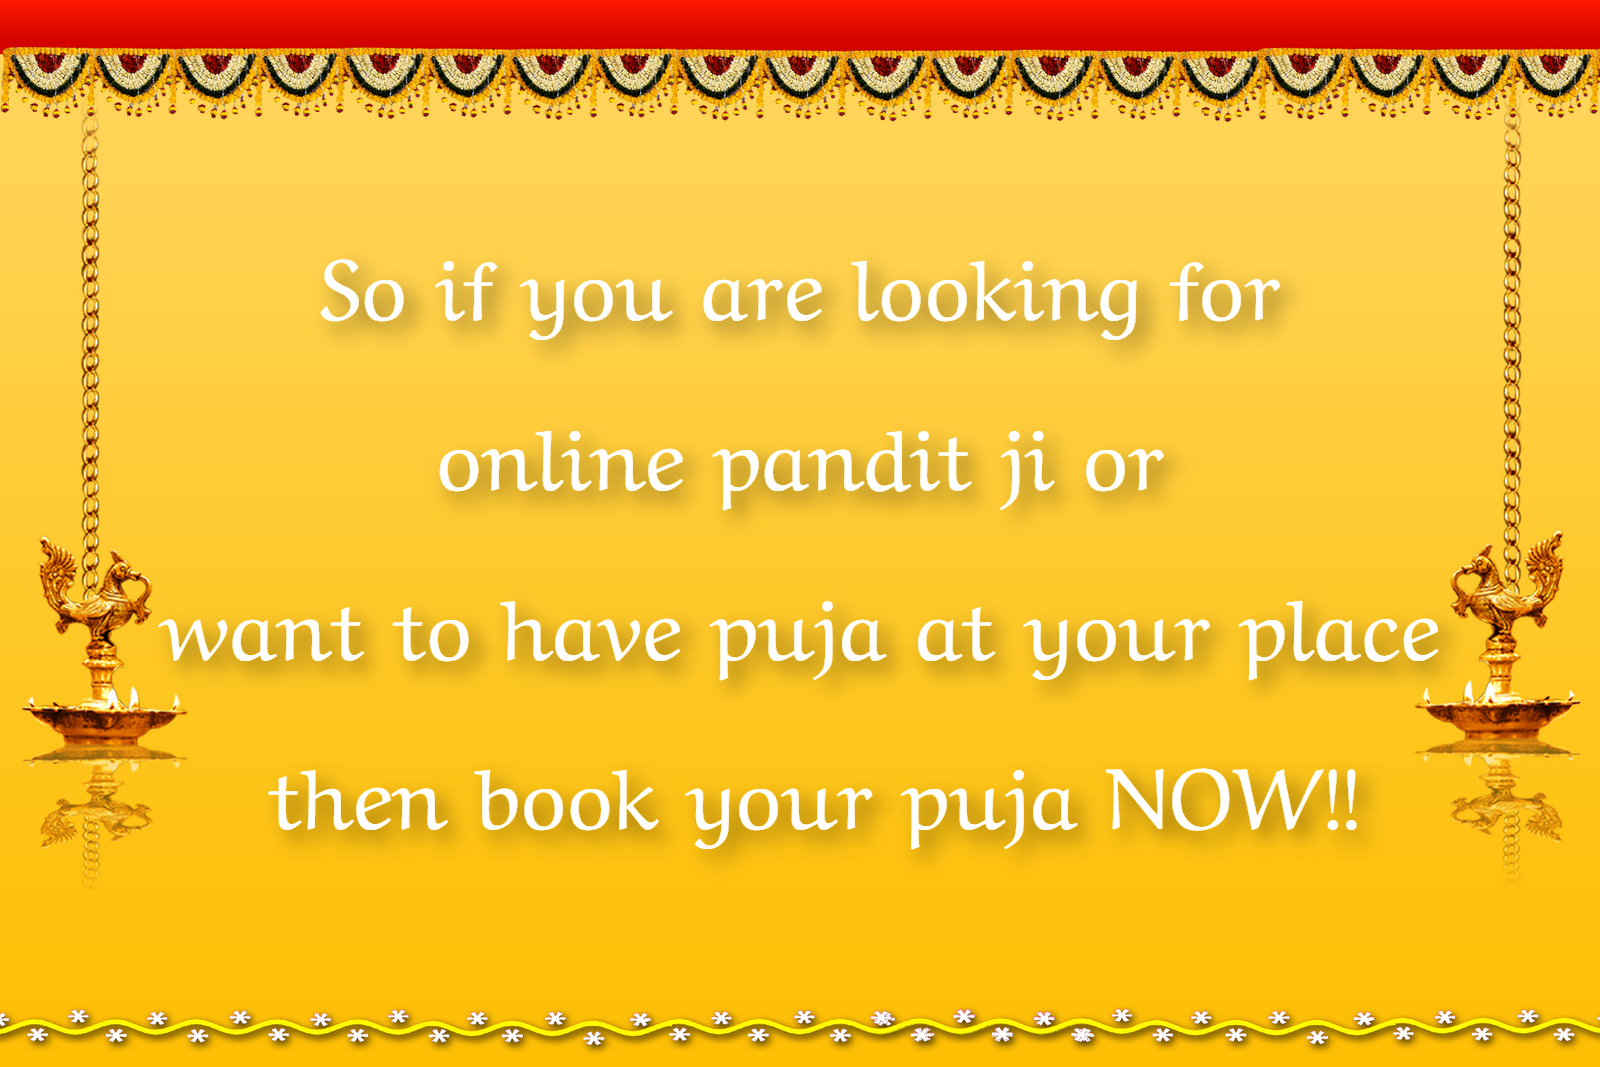 So if you are looking for
online pandit ji or
want to have puja at your place
then book your puja NOW!!